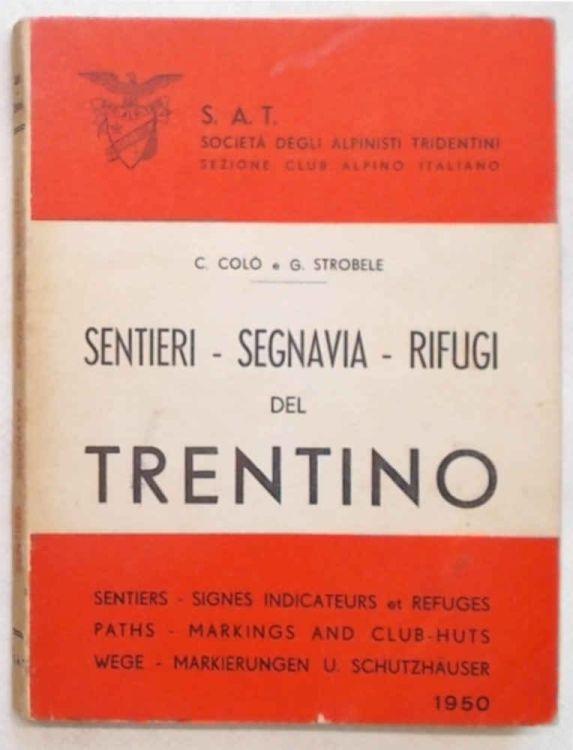 S. A. T.
SOCIETÀ DEGLI ALPINISTI TRIDENTINI
SEZIONE CLUB ALPINO ITALIANO
C. COLÒ e G. STROBELE
SENTIERI - SEGNAVIA - RIFUGI
DEL
TRENTINO
SENTIERS - SIGNES INDICATEURS et REFUGES
PATHS - MARKINGS AND CLUB-HUTS
WEGE - MARKIERUNGEN U. SCHUTZHÄUSER
1950